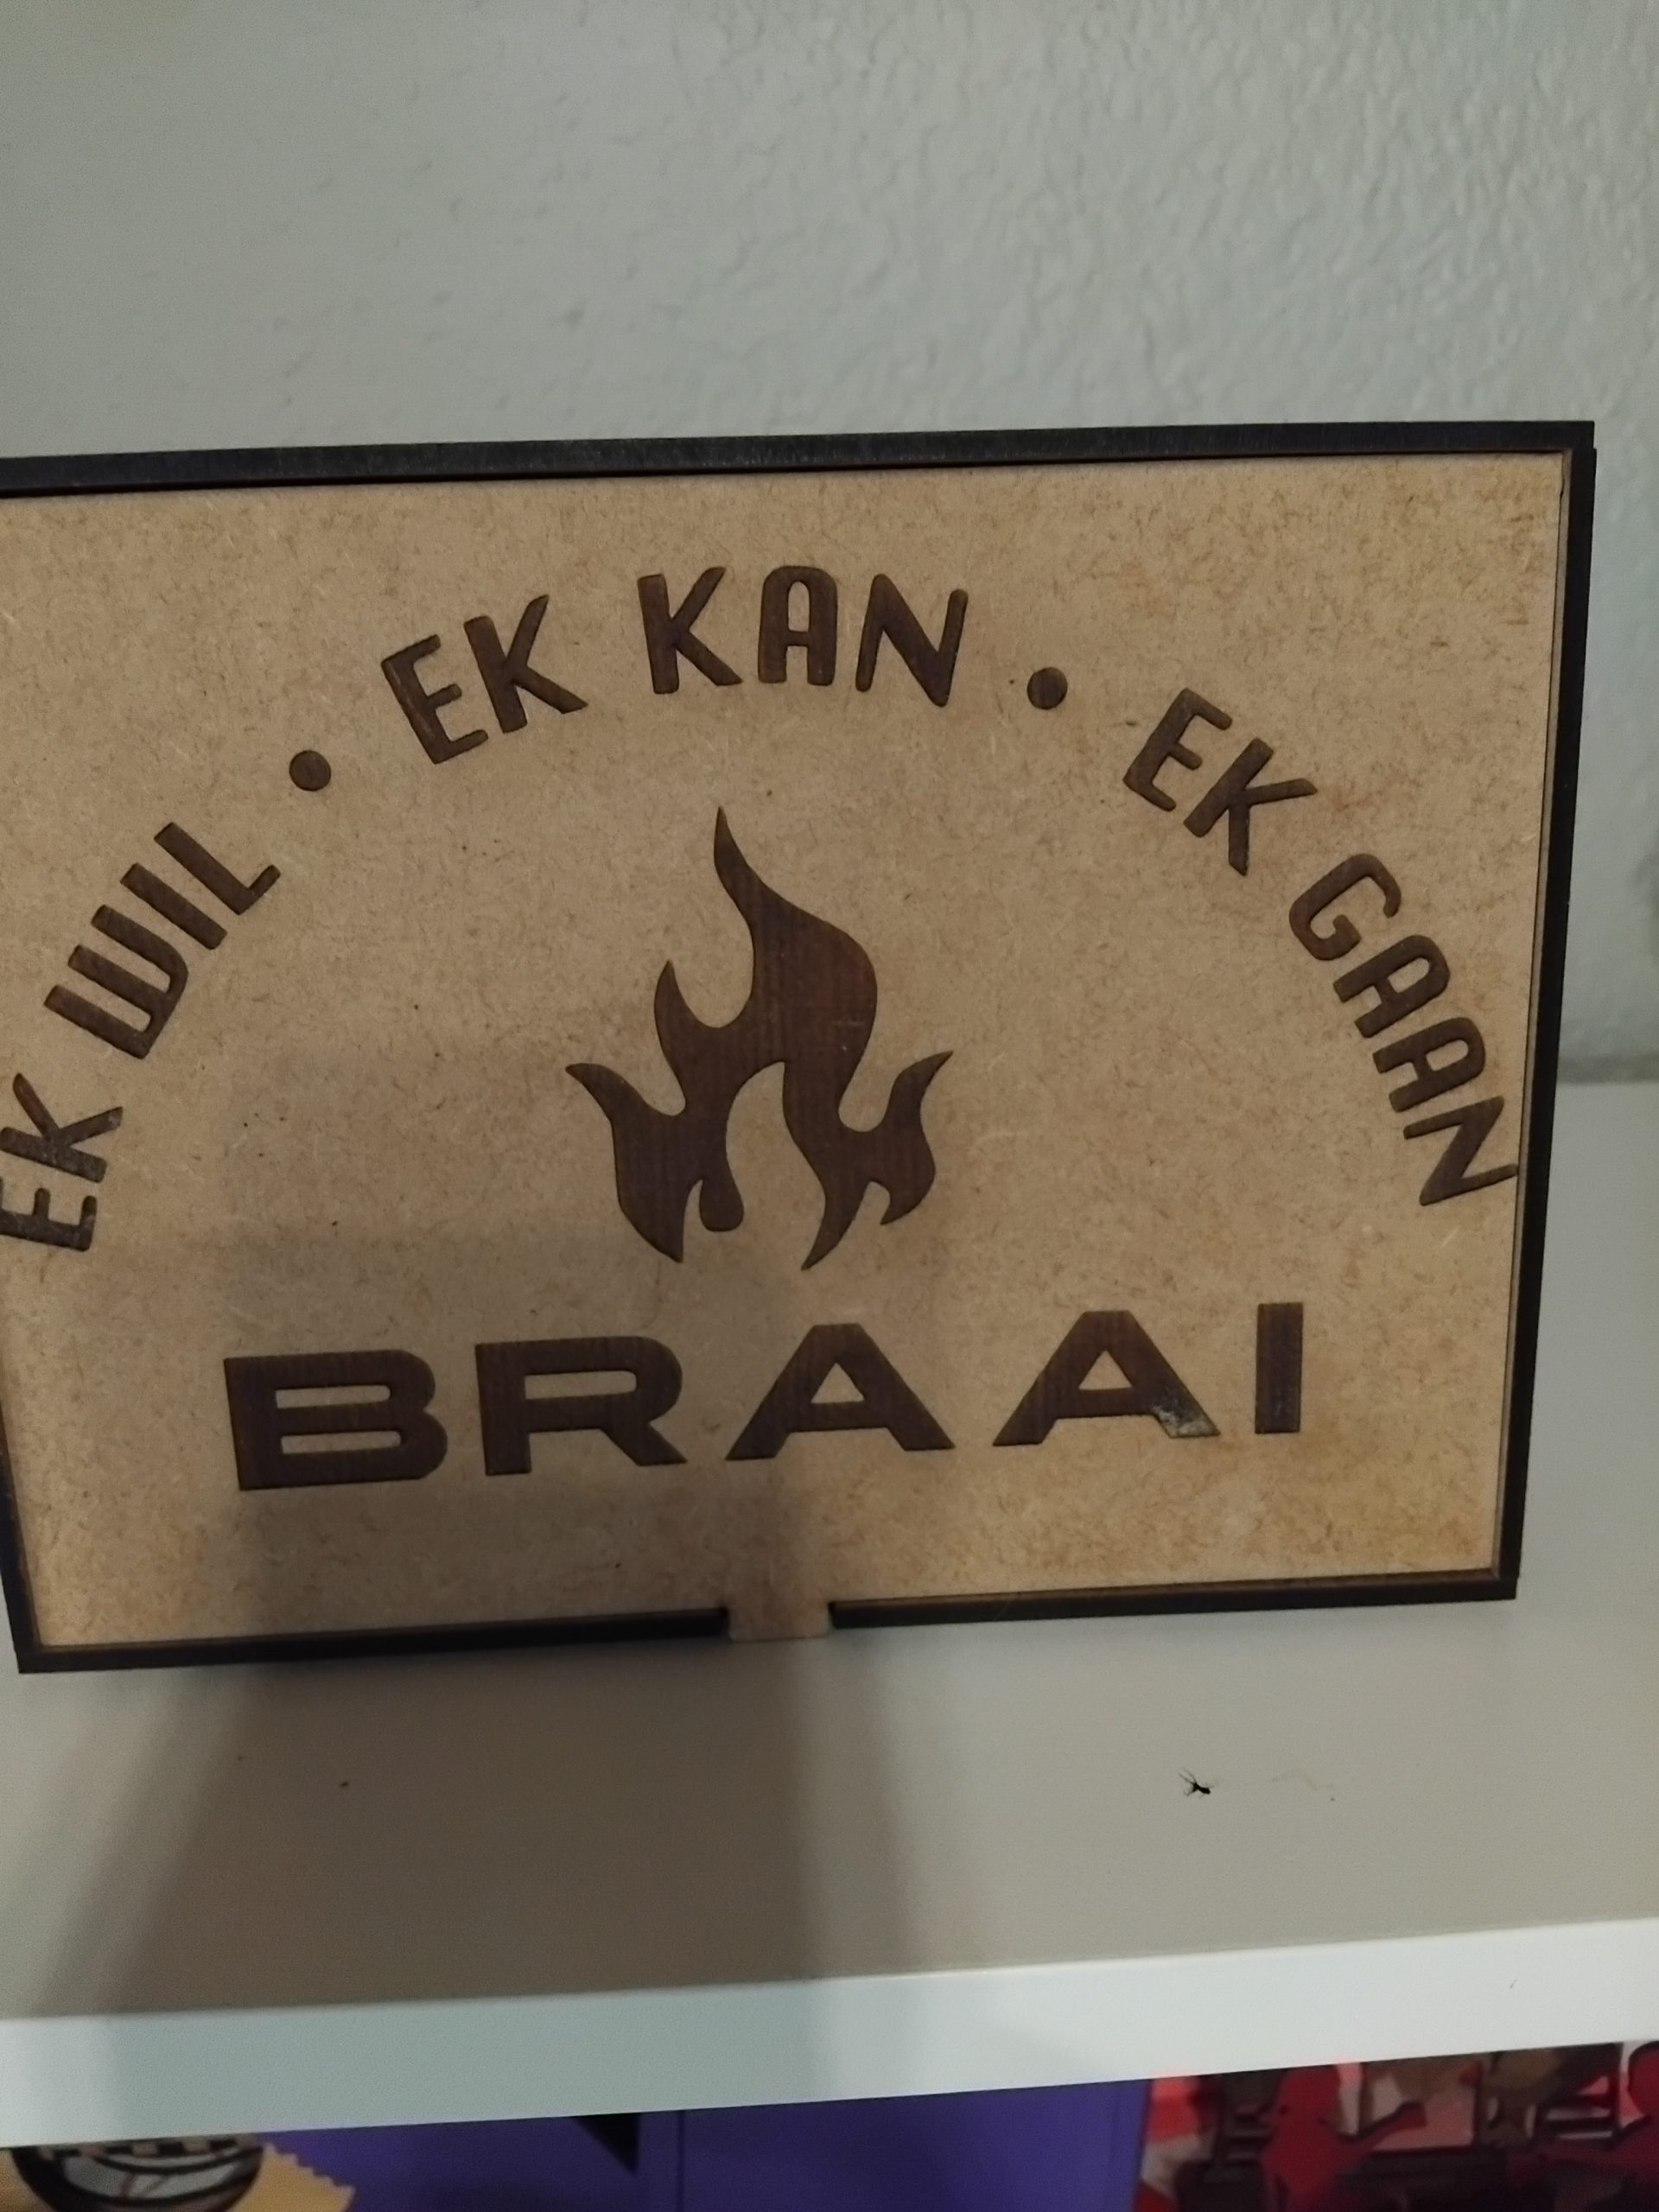 EK WIL • EK KAN • EK GAAN
BRAAI